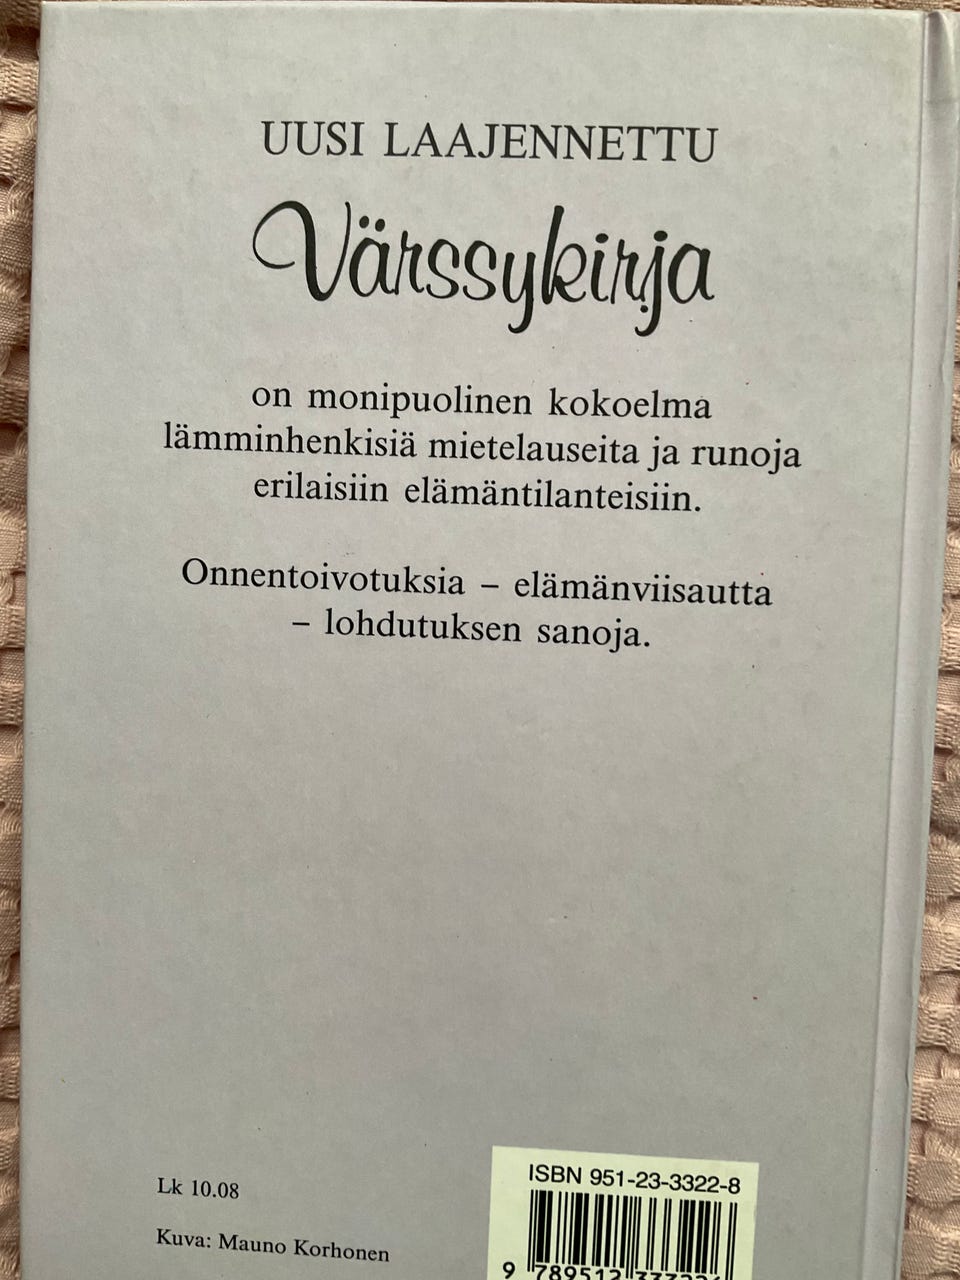 UUSI LAAJENNETTU
Värssykirja
on monipuolinen kokoelma
lämminhenkisiä mietelauseita ja runoja
erilaisiin elämäntilanteisiin.
Onnentoivotuksia – elämänviisautta
– lohdutuksen sanoja.
Lk 10.08
Kuva: Mauno Korhonen
ISBN 951-23-3322-8